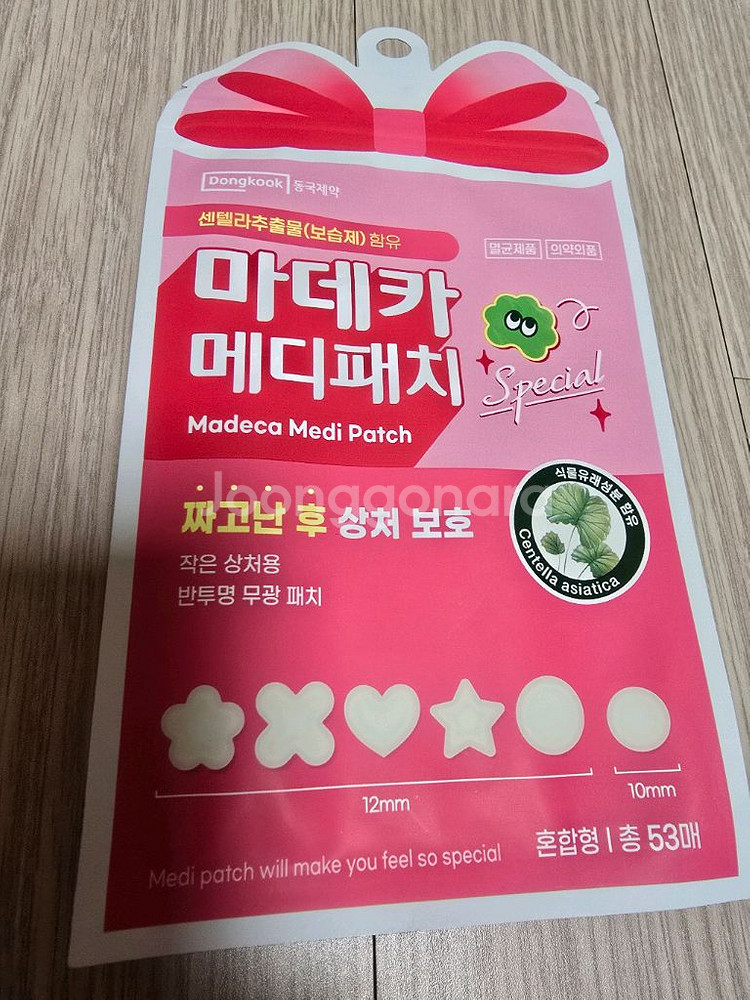 Dongkook 동국제약
센텔라추출물(보습제) 함유
멸균제품 의약외품
마데카
메디패치
Madeca Medi Patch
Special
Joonggonara
식물유래성분 함유
Centella asiatica
짜고난 후 상처 보호
작은 상처용
반투명 무광 패치
12mm
10mm
혼합형 | 총 53매
Medi patch will make you feel so special